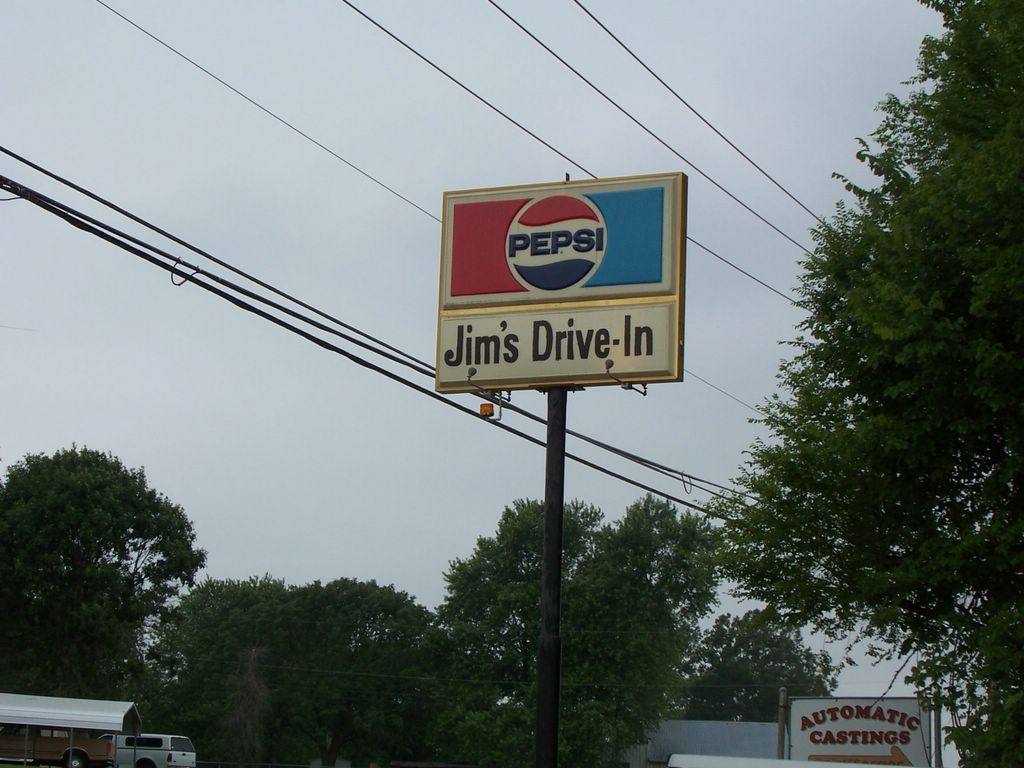 PEPSI
Jim's Drive-In
AUTOMATIC
CASTINGS